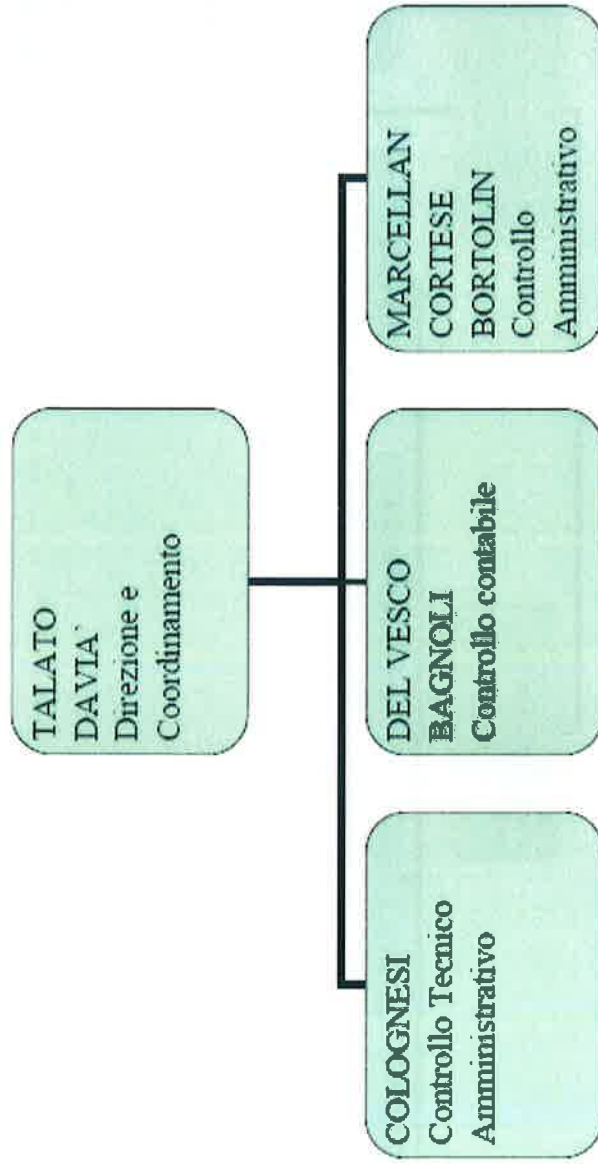 TALATO
DAVIA`
Direzione e
Coordinamento
COLOGNESI
Controllo Tecnico
Amministrativo
DEL VESCO
BAGNOLI
Controllo contabile
MARCELLAN
CORTESE
BORTOLIN
Controllo
Amministrativo